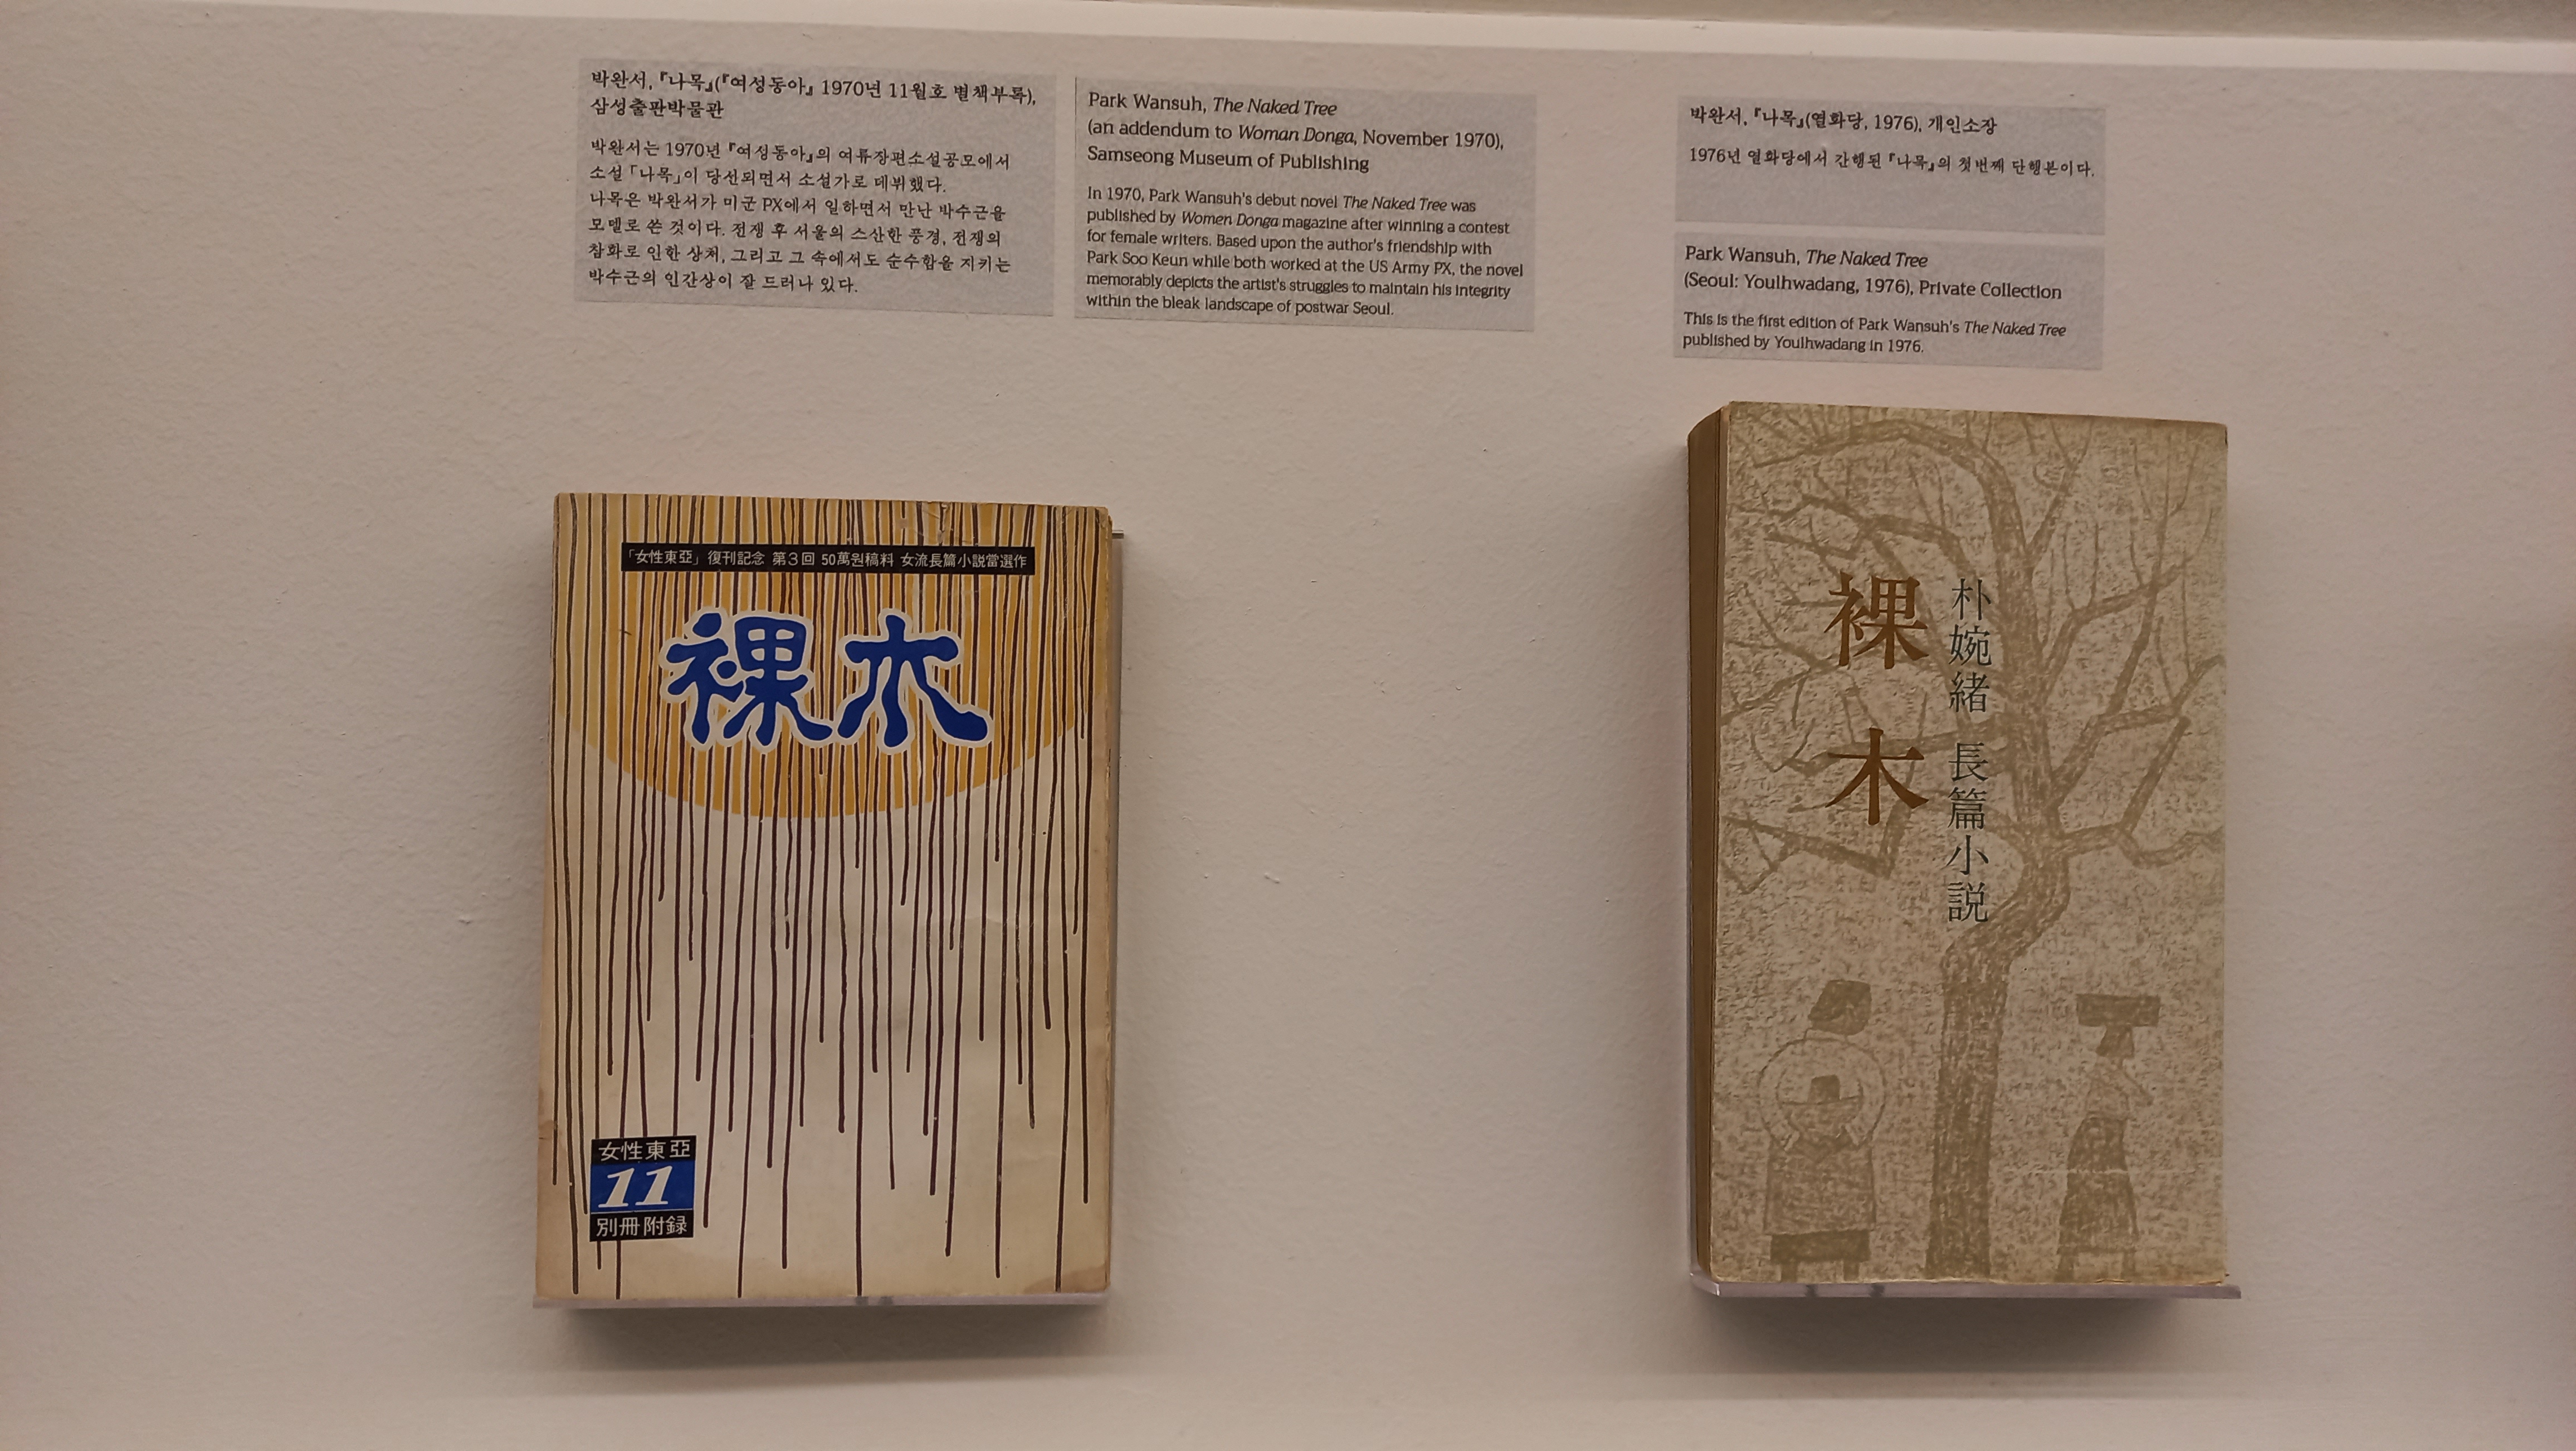 박완서, 『나목』(『여성동아』 1970년 11월호 별책부록),
삼성출판박물관
박완서는 1970년 『여성동아』의 여류장편소설공모에서
소설 「나목」이 당선되면서 소설가로 데뷔했다.
나목은 박완서가 미군 PX에서 일하면서 만난 박수근을
모델로 쓴 것이다. 전쟁 후 서울의 스산한 풍경, 전쟁의
참화로 인한 상처, 그리고 그 속에서도 순수함을 지키는
박수근의 인간상이 잘 드러나 있다.
Park Wansuh, The Naked Tree
(an addendum to Woman Donga, November 1970),
Samseong Museum of Publishing
In 1970, Park Wansuh's debut novel The Naked Tree was
published by Women Donga magazine after winning a contest
for female writers. Based upon the author's friendship with
Park Soo Keun while both worked at the US Army PX, the novel
memorably depicts the artist's struggles to maintain his integrity
within the bleak landscape of postwar Seoul.
박완서, 『나목』(열화당, 1976), 개인소장
1976년 열화당에서 간행된 『나목』의 첫번째 단행본이다.
Park Wansuh, The Naked Tree
(Seoul: Youlhwadang, 1976), Private Collection
This is the first edition of Park Wansuh's The Naked Tree
published by Youlhwadang in 1976.
「女性東亞」復刊記念 第3回 50萬원稿料 女流長篇小說當選作
裸木
女性東亞
11
別冊附録
裸木
朴婉緖 長篇小說